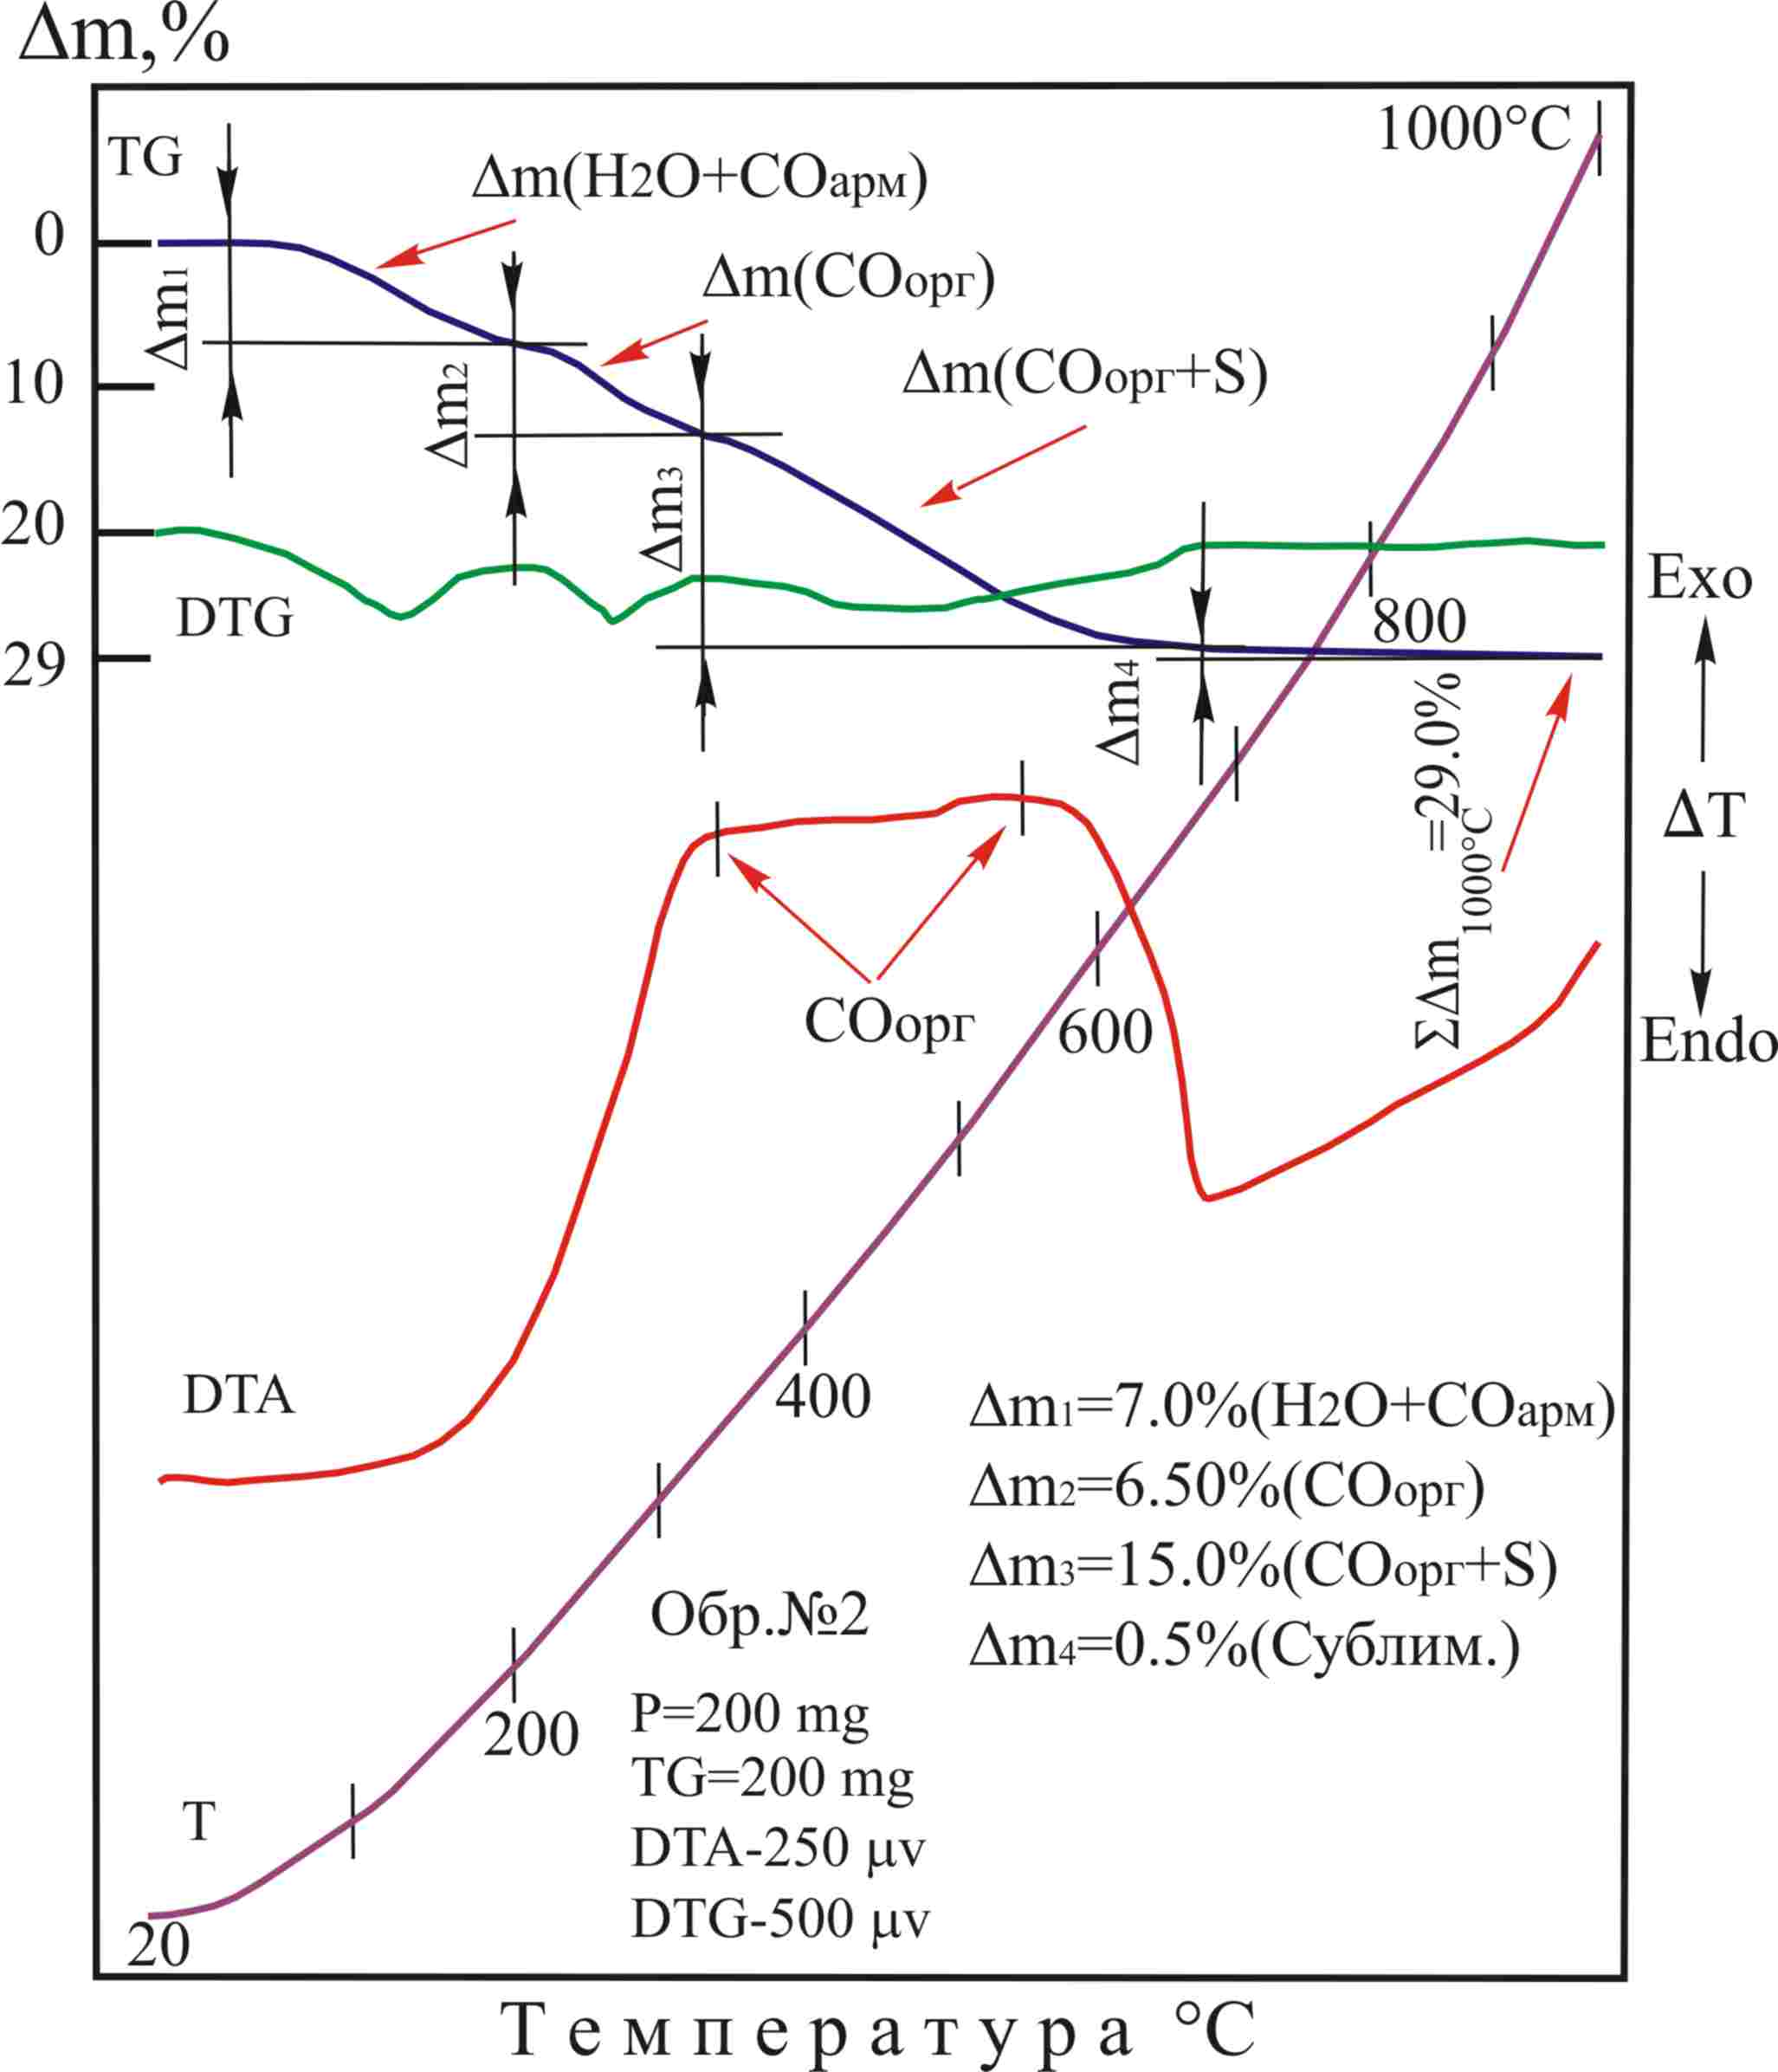 Δm,%
TG
1000°C
Δm(H2O+COарм)
Δm(COорг)
Δm(COорг+S)
0
10
20
29
Δm1
Δm2
Δm3
Δm4
DTG
800
Exo
ΔT
Endo
ΣΔm1000°C=29.0%
COорг
600
DTA
400
Δm1=7.0%(H2O+COарм)
Δm2=6.50%(COорг)
Δm3=15.0%(COорг+S)
Δm4=0.5%(Сублим.)
Обр.№2
200
P=200 mg
TG=200 mg
DTA-250 μv
DTG-500 μv
T
20
Температура °C